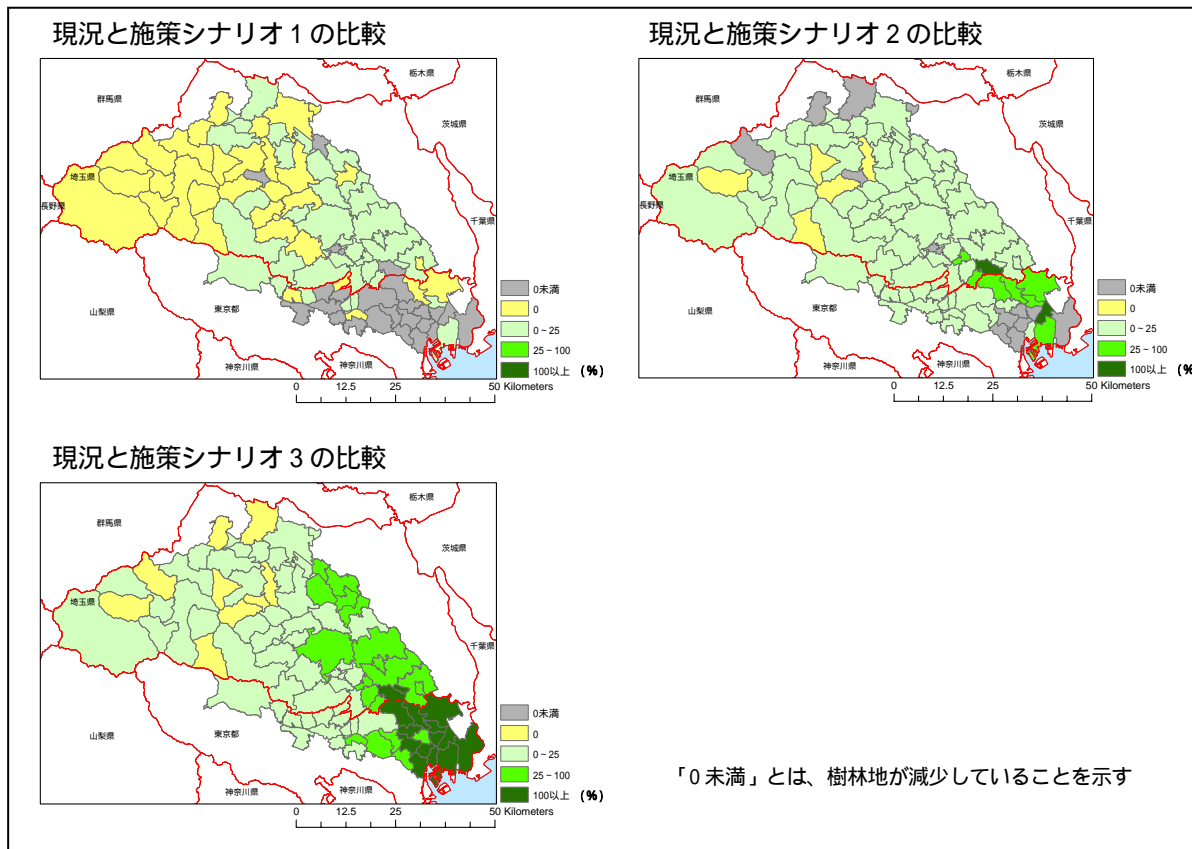 現況と施策シナリオ１の比較
栃木県
群馬県
茨城県
埼玉県
長野県
千葉県
山梨県
東京都
神奈川県
神奈川県
0未満
0
0～25
25～100
100以上 (%)
0 12.5 25 50 Kilometers
現況と施策シナリオ２の比較
栃木県
群馬県
茨城県
埼玉県
長野県
千葉県
山梨県
東京都
神奈川県
神奈川県
0未満
0
0～25
25～100
100以上 (%
0 12.5 25 50 Kilometers
現況と施策シナリオ３の比較
栃木県
群馬県
茨城県
埼玉県
長野県
千葉県
山梨県
東京都
神奈川県
神奈川県
0未満
0
0～25
25～100
100以上 (%)
0 12.5 25 50 Kilometers
「０未満」とは、樹林地が減少していることを示す